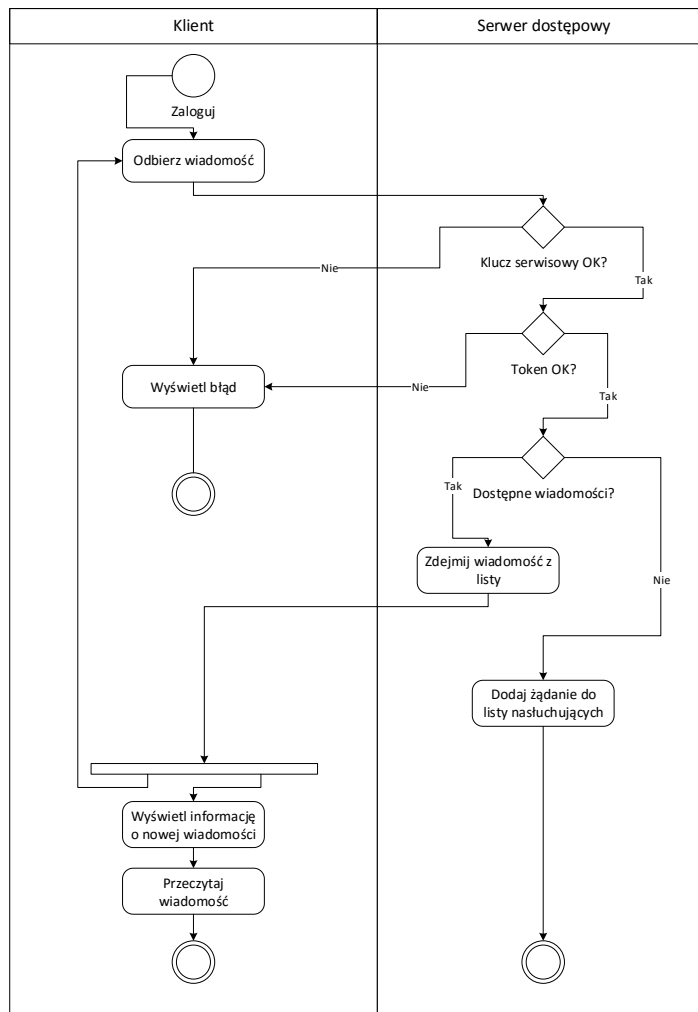 Klient
Serwer dostępowy
Zaloguj
Odbierz wiadomość
Klucz serwisowy OK?
Nie
Tak
Token OK?
Wyświetl błąd
Nie
Tak
Dostępne wiadomości?
Tak
Zdejmij wiadomość z
listy
Nie
Dodaj żądanie do
listy nasłuchujących
Wyświetl informację
o nowej wiadomości
Przeczytaj
wiadomość